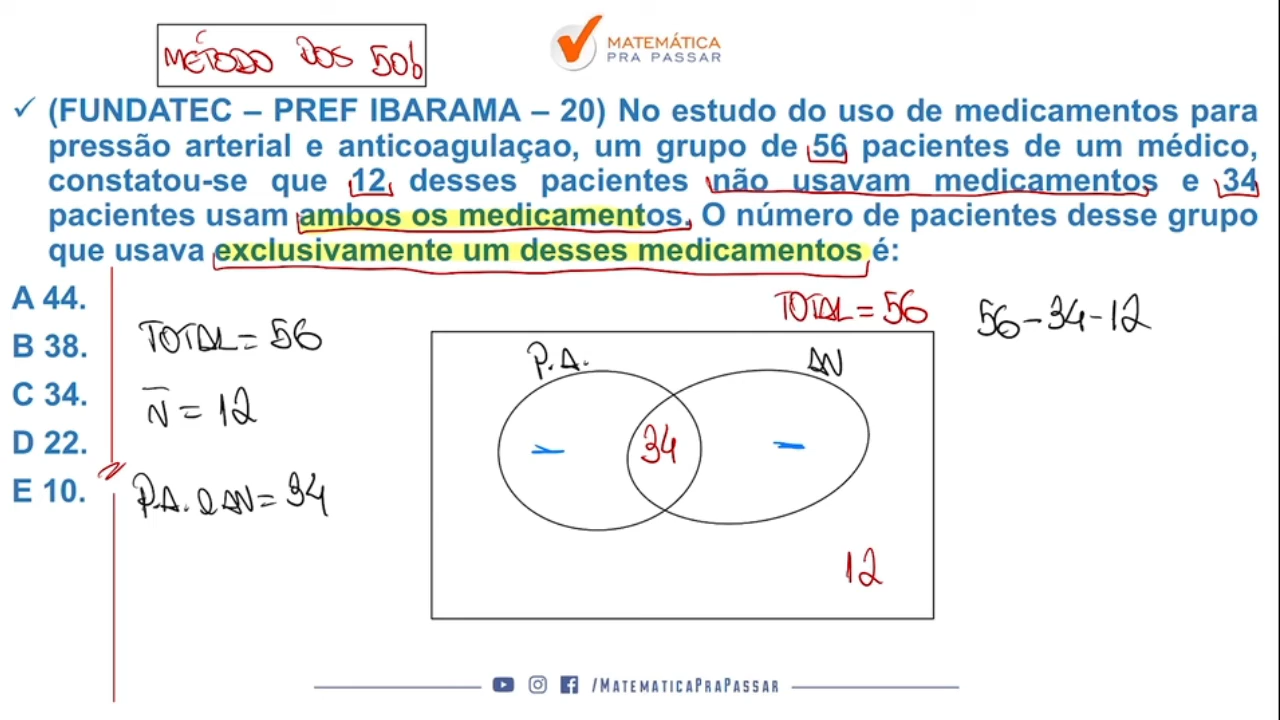 MÉTODO DOS 50%
MATEMÁTICA
PRA PASSAR
✓ (FUNDATEC – PREF IBARAMA – 20) No estudo do uso de medicamentos para
pressão arterial e anticoagulaçao, um grupo de 56 pacientes de um médico,
constatou-se que 12 desses pacientes não usavam medicamentos e 34
pacientes usam ambos os medicamentos. O número de pacientes desse grupo
que usava exclusivamente um desses medicamentos é:
A 44.
B 38.
C 34.
D 22.
E 10.
TOTAL = 56
N̄ = 12
P.A. e AN = 34
TOTAL = 56
P.A. AN
34
12
56 - 34 - 12
/MATEMATICAPRAPASSAR